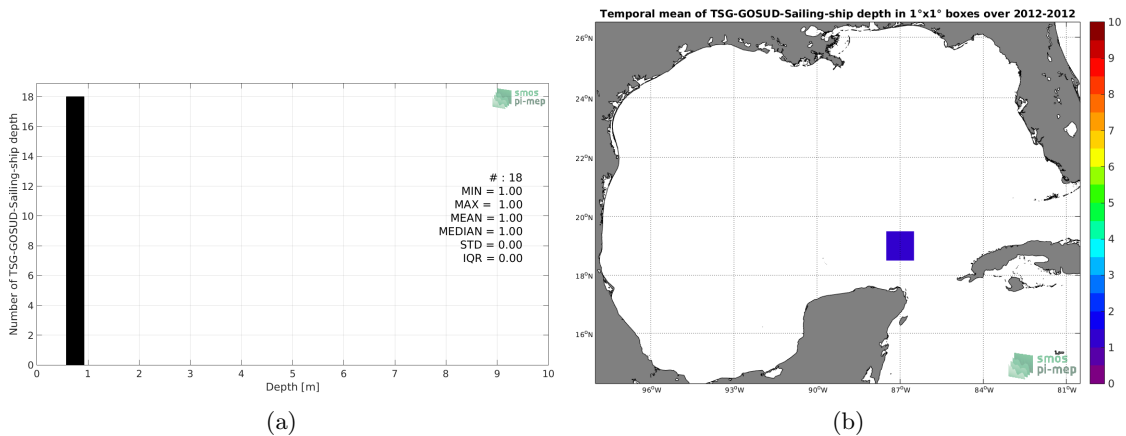 Temporal mean of TSG-GOSUD-Sailing-ship depth in 1°x1° boxes over 2012-2012
Number of TSG-GOSUD-Sailing-ship depth
18
16
14
12
10
8
6
4
2
0
smos
pi-mep
# : 18
MIN = 1.00
MAX = 1.00
MEAN = 1.00
MEDIAN = 1.00
STD = 0.00
IQR = 0.00
0 1 2 3 4 5 6 7 8 9 10
Depth [m]
(a)
26°N
24°N
22°N
20°N
18°N
16°N
96°W 93°W 90°W 87°W 84°W 81°W
smos
pi-mep
10
9
8
7
6
5
4
3
2
1
0
(b)